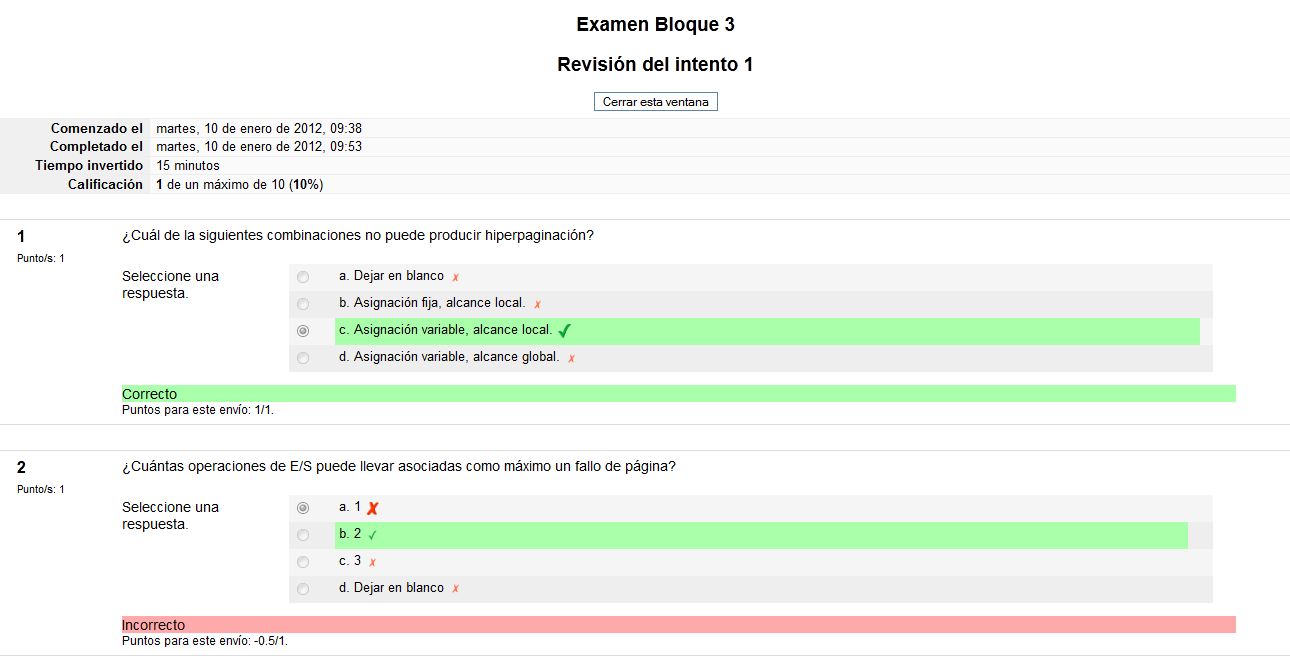 Examen Bloque 3
Revisión del intento 1
Cerrar esta ventana
Comenzado el martes, 10 de enero de 2012, 09:38
Completado el martes, 10 de enero de 2012, 09:53
Tiempo invertido 15 minutos
Calificación 1 de un máximo de 10 (10%)
1
Punto/s: 1
¿Cuál de la siguientes combinaciones no puede producir hiperpaginación?
Seleccione una
respuesta.
a. Dejar en blanco
b. Asignación fija, alcance local.
c. Asignación variable, alcance local.
d. Asignación variable, alcance global.
Correcto
Puntos para este envío: 1/1.
2
Punto/s: 1
¿Cuántas operaciones de E/S puede llevar asociadas como máximo un fallo de página?
Seleccione una
respuesta.
a. 1
b. 2
c. 3
d. Dejar en blanco
Incorrecto
Puntos para este envío: -0.5/1.